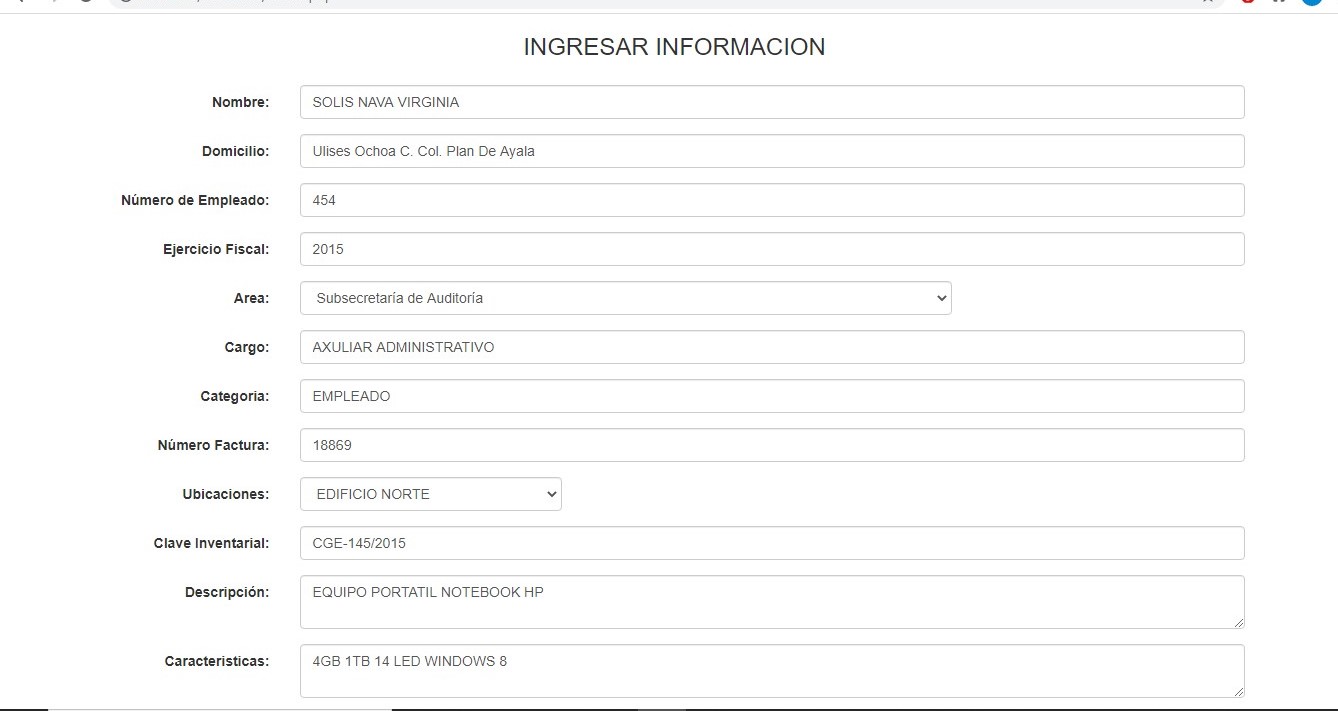 INGRESAR INFORMACION
Nombre: SOLIS NAVA VIRGINIA
Domicilio: Ulises Ochoa C. Col. Plan De Ayala
Número de Empleado: 454
Ejercicio Fiscal: 2015
Area: Subsecretaría de Auditoría
Cargo: AXULIAR ADMINISTRATIVO
Categoria: EMPLEADO
Número Factura: 18869
Ubicaciones: EDIFICIO NORTE
Clave Inventarial: CGE-145/2015
Descripción: EQUIPO PORTATIL NOTEBOOK HP
Caracteristicas: 4GB 1TB 14 LED WINDOWS 8